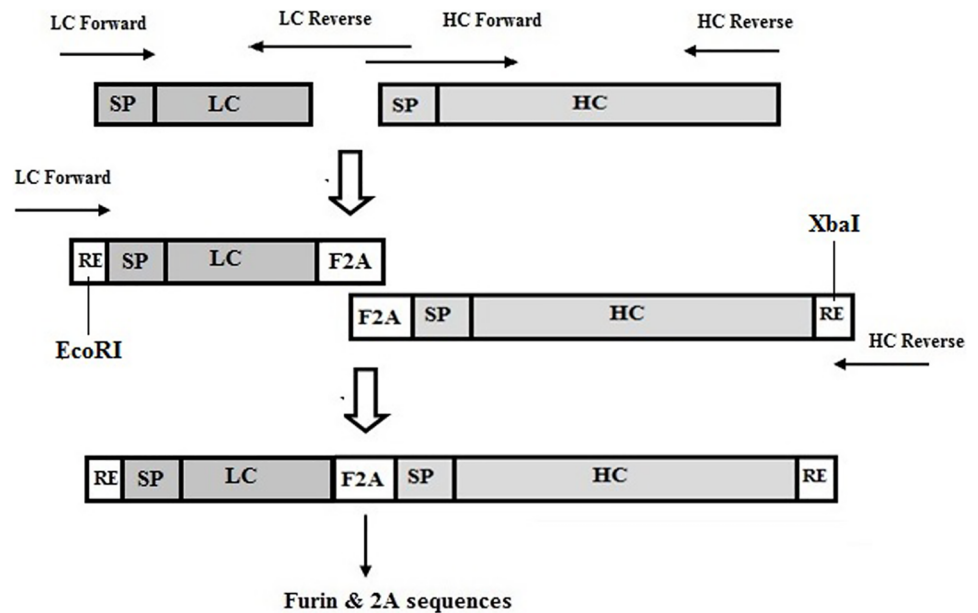 LC Forward
LC Reverse
HC Forward
HC Reverse
SP LC
SP HC
LC Forward
XbaI
RE SP LC F2A
F2A SP HC RE
EcoRI
HC Reverse
RE SP LC F2A SP HC RE
Furin & 2A sequences